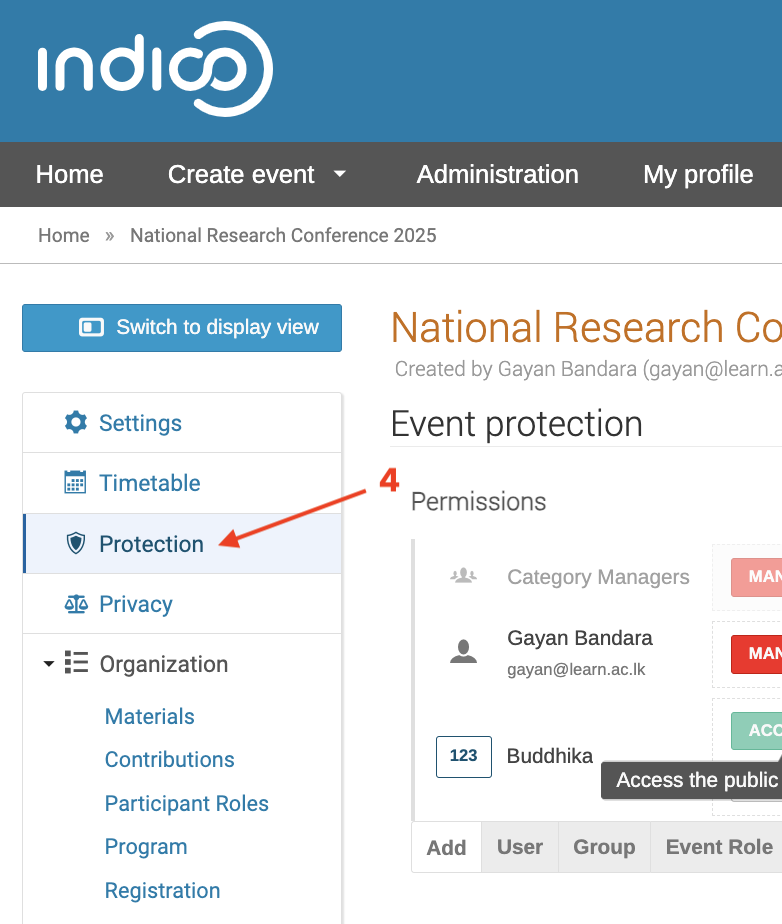 indico
Home Create event Administration My profile
Home » National Research Conference 2025
Switch to display view
National Research Co
Created by Gayan Bandara (gayan@learn.a
Event protection
Settings
Timetable
4
Permissions
Protection
Category Managers MAN
Privacy
Gayan Bandara MAN
gayan@learn.ac.lk
Organization
Materials
ACC
Contributions
123 Buddhika
Access the public
Participant Roles
Program
Add User Group Event Role
Registration